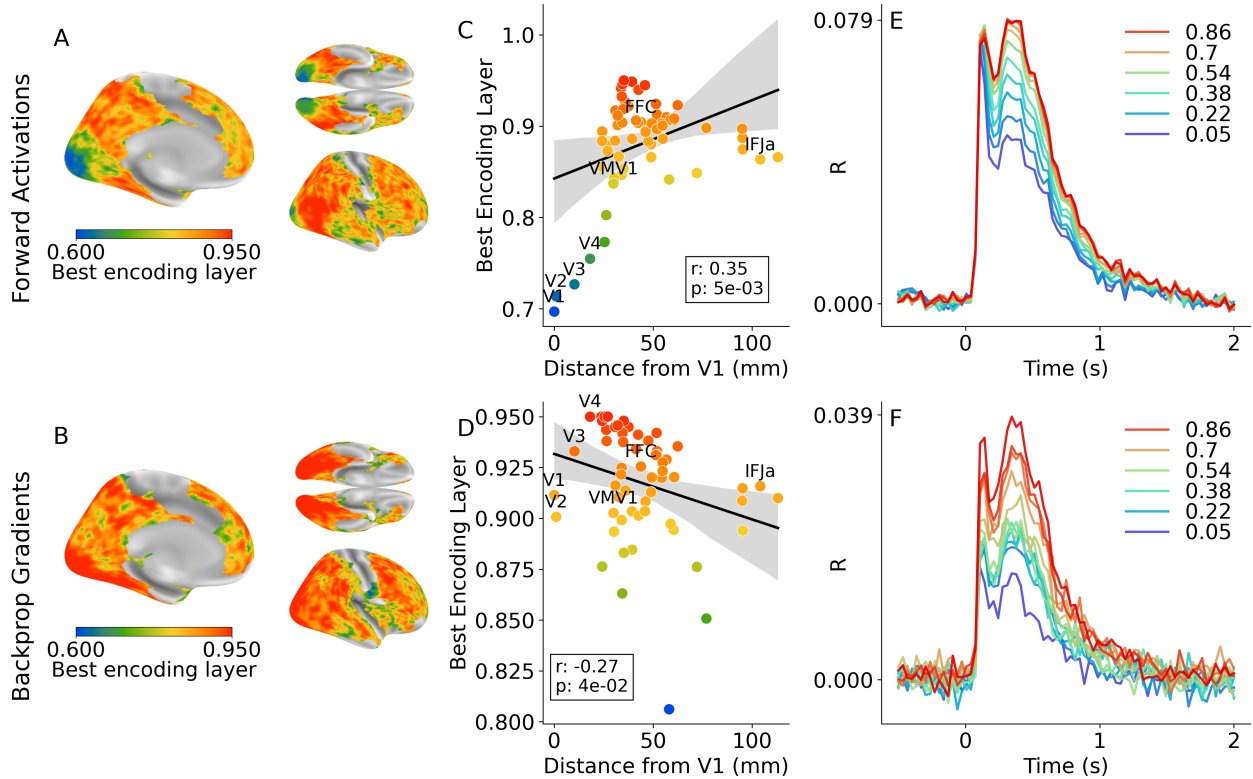 Forward Activations
A
0.600 0.950
Best encoding layer
C
Best Encoding Layer
1.0
0.9
0.8
0.7
FFC
IFJa
VMV1
V4
V3
V2
V1
r: 0.35
p: 5e-03
0 50 100
Distance from V1 (mm)
E
R
0.079
0.000
0.86
0.7
0.54
0.38
0.22
0.05
0 1 2
Time (s)
Backprop Gradients
B
0.600 0.950
Best encoding layer
D
Best Encoding Layer
0.950
0.925
0.900
0.875
0.850
0.825
0.800
V4
V3
FFC
IFJa
V1
VMV1
V2
r: -0.27
p: 4e-02
0 50 100
Distance from V1 (mm)
F
R
0.039
0.000
0.86
0.7
0.54
0.38
0.22
0.05
0 1 2
Time (s)